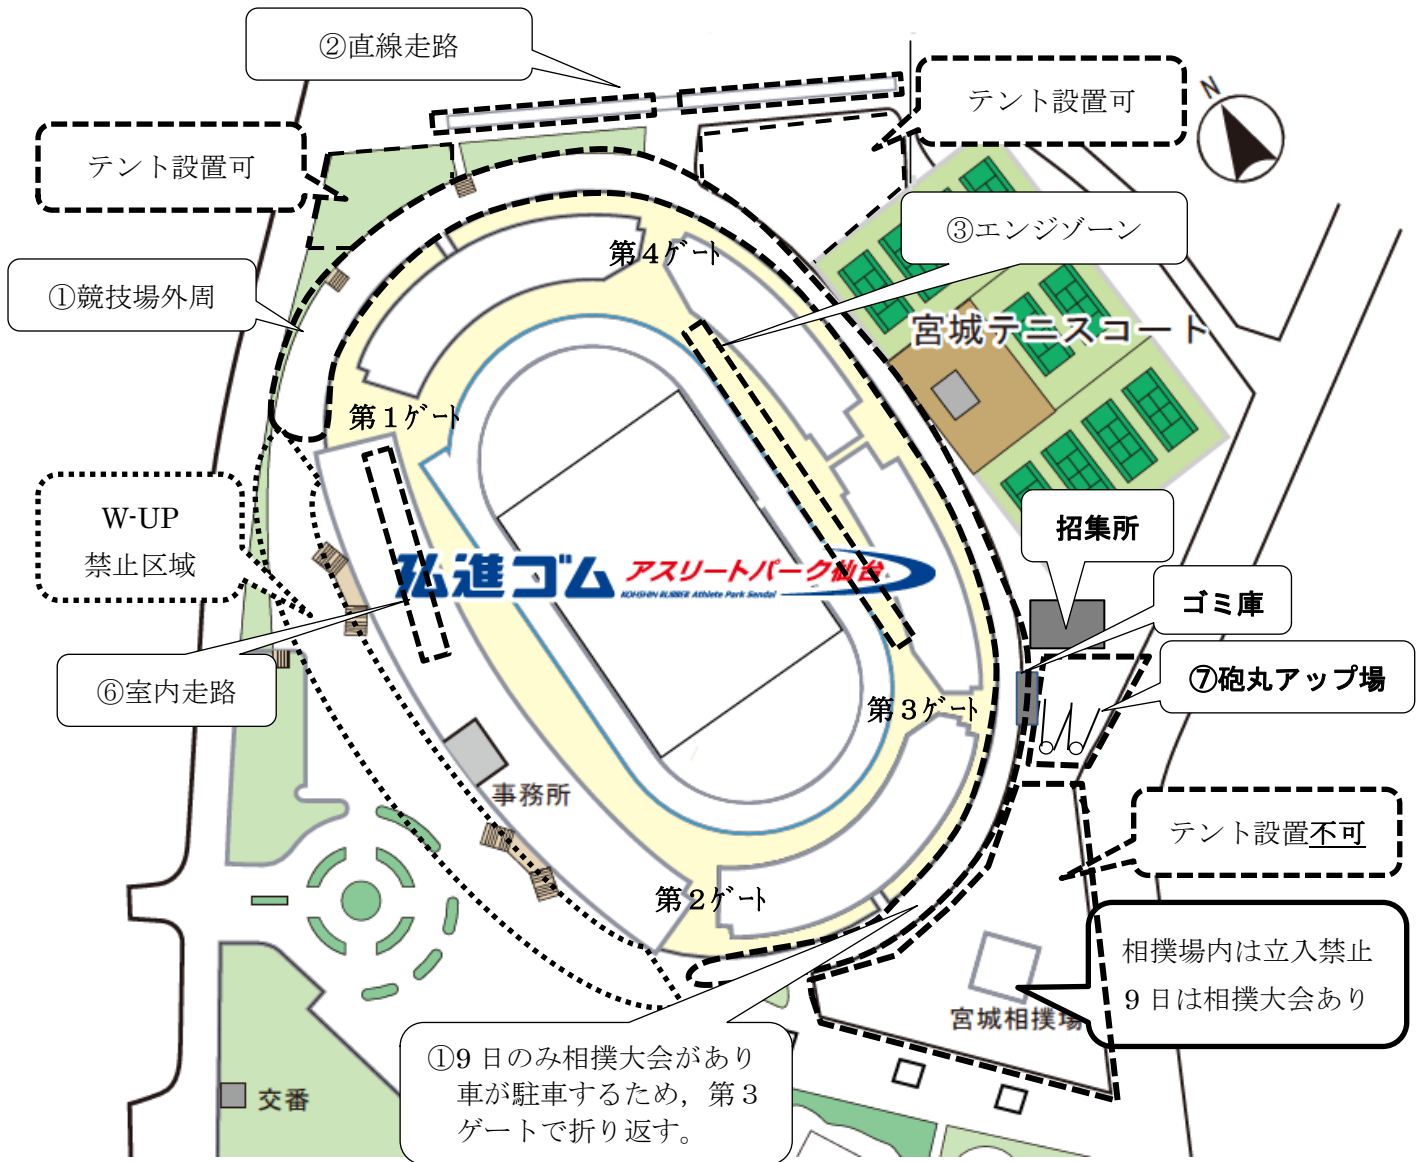 ②直線走路
テント設置可
N
テント設置可
③エンジゾーン
第4ゲート
①競技場外周
宮城テニスコート
第1ゲート
W-UP
禁止区域
招集所
弘進ゴム アスリートパーク仙台
KOHSHIN RUBBER Athlete Park Sendai
ゴミ庫
⑥室内走路
⑦砲丸アップ場
第3ゲート
事務所
テント設置不可
第2ゲート
相撲場内は立入禁止
9日は相撲大会あり
宮城相撲場
①9日のみ相撲大会があり
車が駐車するため，第3
ゲートで折り返す。
交番